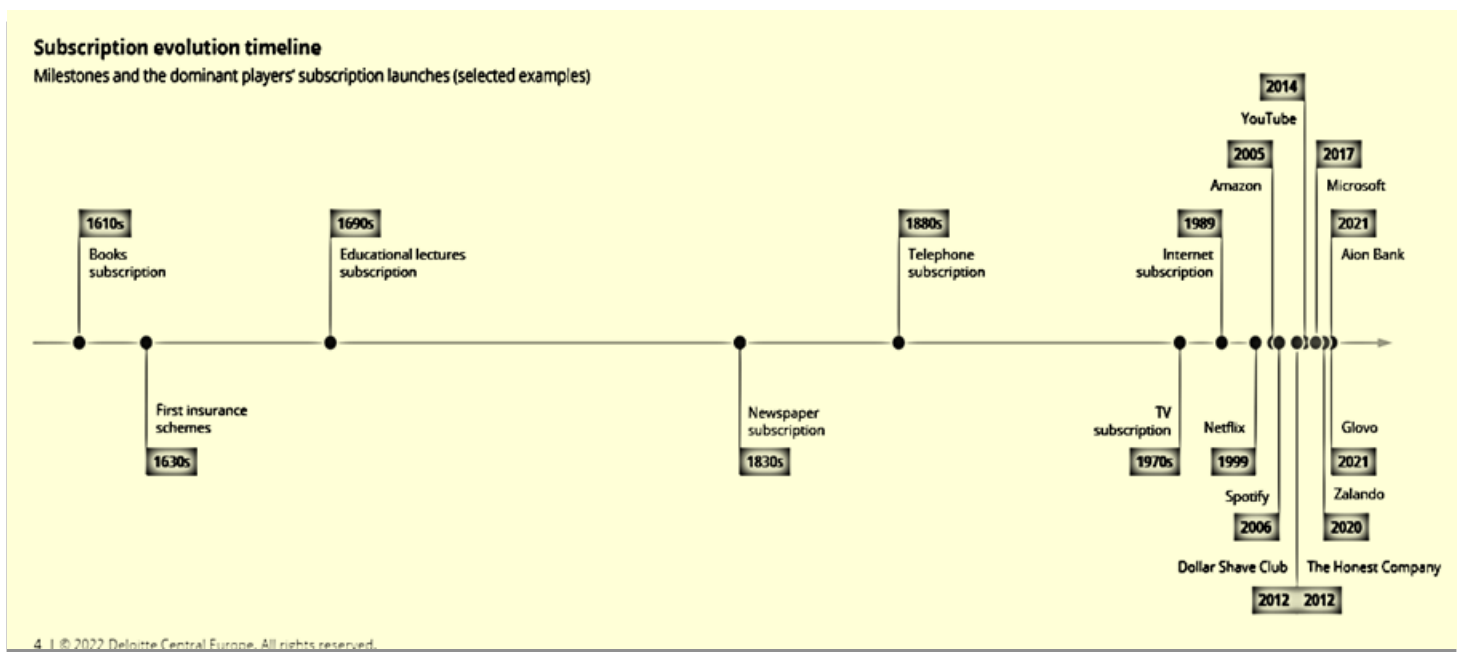 Subscription evolution timeline
Milestones and the dominant players' subscription launches (selected examples)
2014
YouTube
2005
Amazon
2017
Microsoft
1610s
Books
subscription
1690s
Educational lectures
subscription
1880s
Telephone
subscription
1989
Internet
subscription
2021
Aion Bank
First insurance
schemes
1630s
Newspaper
subscription
1830s
TV
subscription
1970s
Netflix
1999
Glovo
2021
Spotify
2006
Zalando
2020
Dollar Shave Club
2012
The Honest Company
2012
4 | © 2022 Deloitte Central Europe. All rights reserved.